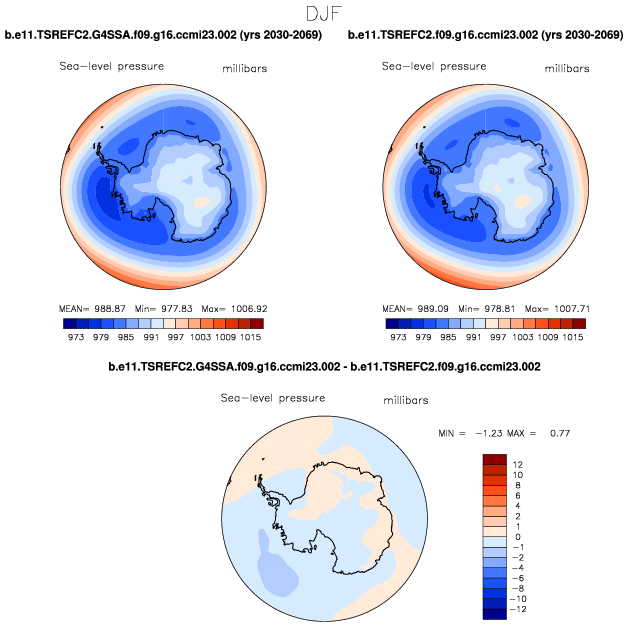 DJF
b.e11.TSREFC2.G4SSA.f09.g16.ccmi23.002 (yrs 2030-2069)
b.e11.TSREFC2.f09.g16.ccmi23.002 (yrs 2030-2069)
Sea-level pressure millibars
Sea-level pressure millibars
MEAN= 988.87 Min= 977.83 Max= 1006.92
973 979 985 991 997 1003 1009 1015
MEAN= 989.09 Min= 978.81 Max= 1007.71
973 979 985 991 997 1003 1009 1015
b.e11.TSREFC2.G4SSA.f09.g16.ccmi23.002 - b.e11.TSREFC2.f09.g16.ccmi23.002
Sea-level pressure millibars
MIN = -1.23 MAX = 0.77
12
10
8
6
4
2
1
0
-1
-2
-4
-6
-8
-10
-12